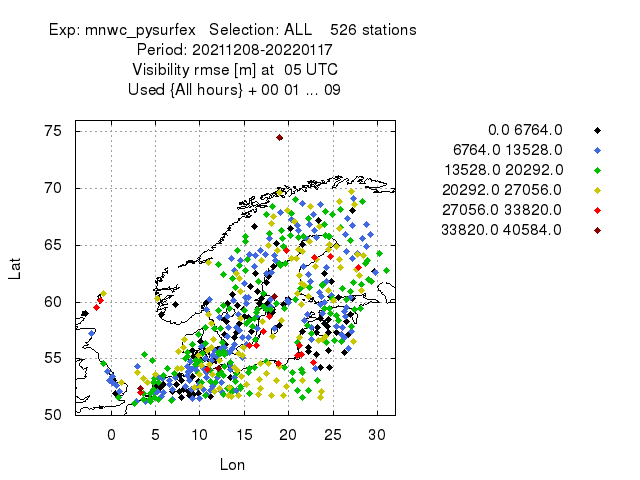 Exp: mnwc_pysurfex   Selection: ALL    526 stations
Period: 20211208-20220117
Visibility rmse [m] at  05 UTC
Used {All hours} + 00 01 ... 09
0.0 6764.0
6764.0 13528.0
13528.0 20292.0
20292.0 27056.0
27056.0 33820.0
33820.0 40584.0
75
70
65
60
55
50
Lat
0 5 10 15 20 25 30
Lon